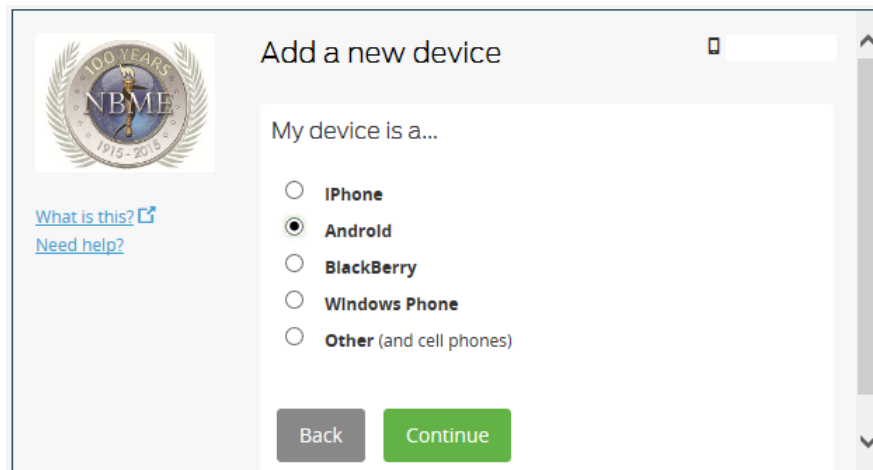 100 YEARS
NBME
1915-2015
What is this?
Need help?
Add a new device
My device is a...
iPhone
Android
BlackBerry
Windows Phone
Other (and cell phones)
Back
Continue